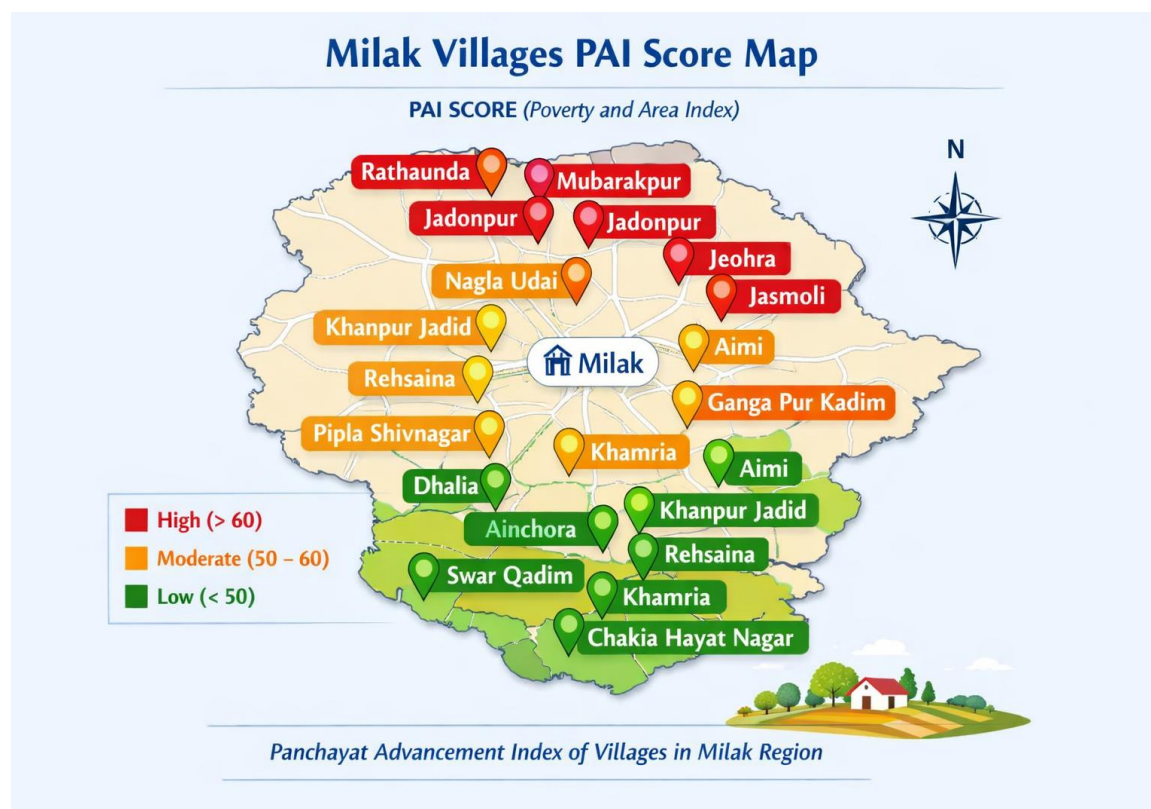 Milak Villages PAI Score Map
PAI SCORE (Poverty and Area Index)
N
Rathaunda
Mubarakpur
Jadonpur
Jadonpur
Jeohra
Nagla Udai
Jasmoli
Khanpur Jadid
Aimi
Milak
Rehsaina
Ganga Pur Kadim
Pipla Shivnagar
Khamria
Aimi
Dhalia
Khanpur Jadid
Ainchora
Rehsaina
Swar Qadim
Khamria
Chakia Hayat Nagar
High (> 60)
Moderate (50 – 60)
Low (< 50)
Panchayat Advancement Index of Villages in Milak Region